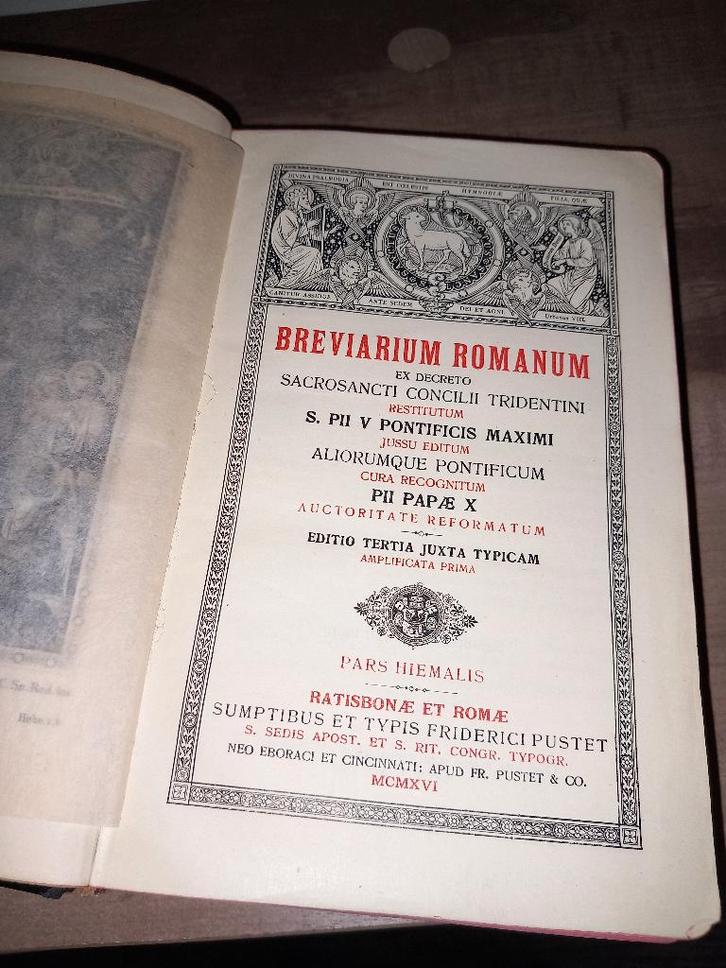 DIVINA PSALMODIA
EST COELESTIS
HYMNODIÆ
FILIA, QUÆ
CANITUR ASSIDUE
ANTE SEDEM
DEI ET AGNI.
Urbanus VIII.
BREVIARIUM ROMANUM
EX DECRETO
SACROSANCTI CONCILII TRIDENTINI
RESTITUTUM
S. PII V PONTIFICIS MAXIMI
JUSSU EDITUM
ALIORUMQUE PONTIFICUM
CURA RECOGNITUM
PII PAPÆ X
AUCTORITATE REFORMATUM
EDITIO TERTIA JUXTA TYPICAM
AMPLIFICATA PRIMA
PARS HIEMALIS
RATISBONÆ ET ROMÆ
SUMPTIBUS ET TYPIS FRIDERICI PUSTET
S. SEDIS APOST. ET S. RIT. CONGR. TYPOGR.
NEO EBORACI ET CINCINNATI: APUD FR. PUSTET & CO.
MCMXVI